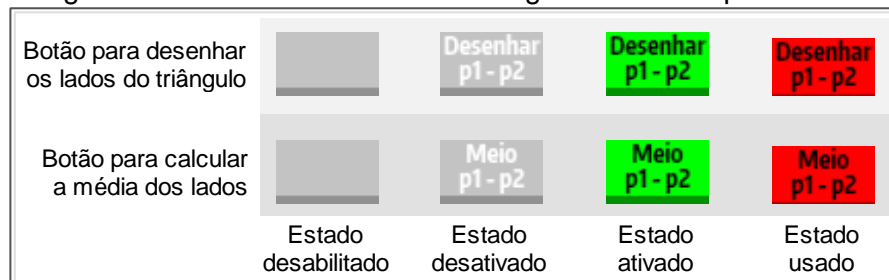 Botão para desenhar
os lados do triângulo
Desenhar
p1 - p2
Desenhar
p1 - p2
Desenhar
p1 - p2
Botão para calcular
a média dos lados
Meio
p1 - p2
Meio
p1 - p2
Meio
p1 - p2
Estado
desabilitado
Estado
desativado
Estado
ativado
Estado
usado